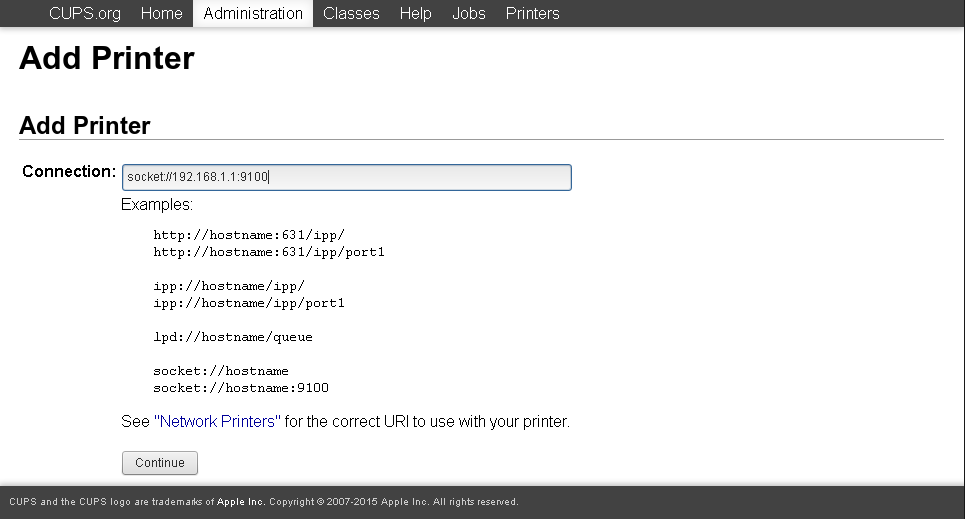 CUPS.org Home Administration Classes Help Jobs Printers
Add Printer
Add Printer
Connection: socket://192.168.1.1:9100
Examples:
http://hostname:631/ipp/
http://hostname:631/ipp/port1
ipp://hostname/ipp/
ipp://hostname/ipp/port1
lpd://hostname/queue
socket://hostname
socket://hostname:9100
See "Network Printers" for the correct URI to use with your printer.
Continue
CUPS and the CUPS logo are trademarks of Apple Inc. Copyright © 2007-2015 Apple Inc. All rights reserved.